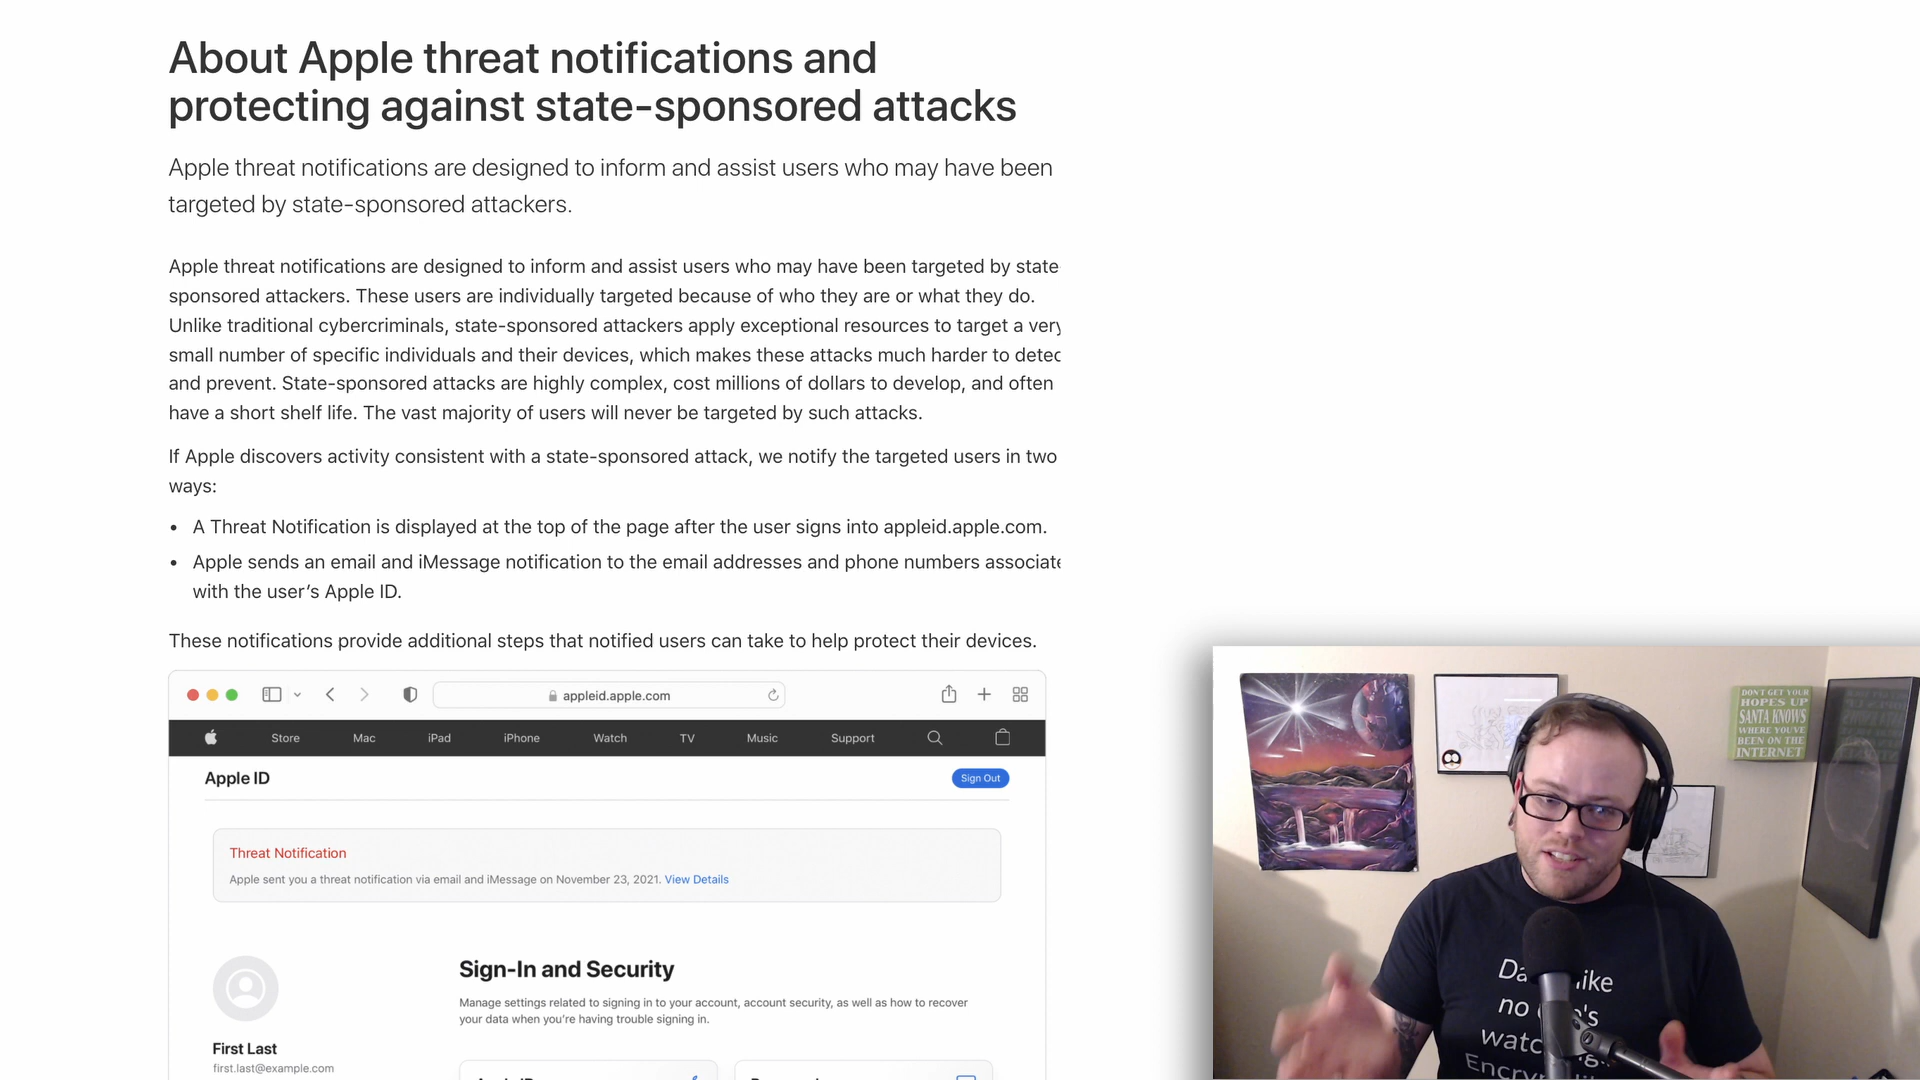 About Apple threat notifications and
protecting against state-sponsored attacks
Apple threat notifications are designed to inform and assist users who may have been
targeted by state-sponsored attackers.
Apple threat notifications are designed to inform and assist users who may have been targeted by state
sponsored attackers. These users are individually targeted because of who they are or what they do.
Unlike traditional cybercriminals, state-sponsored attackers apply exceptional resources to target a very
small number of specific individuals and their devices, which makes these attacks much harder to detec
and prevent. State-sponsored attacks are highly complex, cost millions of dollars to develop, and often
have a short shelf life. The vast majority of users will never be targeted by such attacks.
If Apple discovers activity consistent with a state-sponsored attack, we notify the targeted users in two
ways:
• A Threat Notification is displayed at the top of the page after the user signs into appleid.apple.com.
• Apple sends an email and iMessage notification to the email addresses and phone numbers associate
with the user's Apple ID.
These notifications provide additional steps that notified users can take to help protect their devices.
appleid.apple.com
Store Mac iPad iPhone Watch TV Music Support
Apple ID
Sign Out
Threat Notification
Apple sent you a threat notification via email and iMessage on November 23, 2021. View Details
Sign-In and Security
Manage settings related to signing in to your account, account security, as well as how to recover
your data when you're having trouble signing in.
First Last
first.last@example.com
DON'T GET YOUR
HOPES UP
SANTA KNOWS
WHERE YOU'VE
BEEN ON THE
INTERNET
no